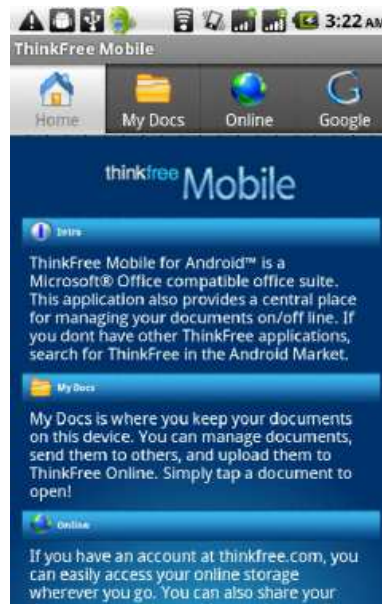 3:22 AM
ThinkFree Mobile
Home
My Docs
Online
Google
thinkfree Mobile
Intro
ThinkFree Mobile for Android™ is a
Microsoft® Office compatible office suite.
This application also provides a central place
for managing your documents on/off line. If
you dont have other ThinkFree applications,
search for ThinkFree in the Android Market.
My Docs
My Docs is where you keep your documents
on this device. You can manage documents,
send them to others, and upload them to
ThinkFree Online. Simply tap a document to
open!
Online
If you have an account at thinkfree.com, you
can easily access your online storage
wherever you go. You can also share your